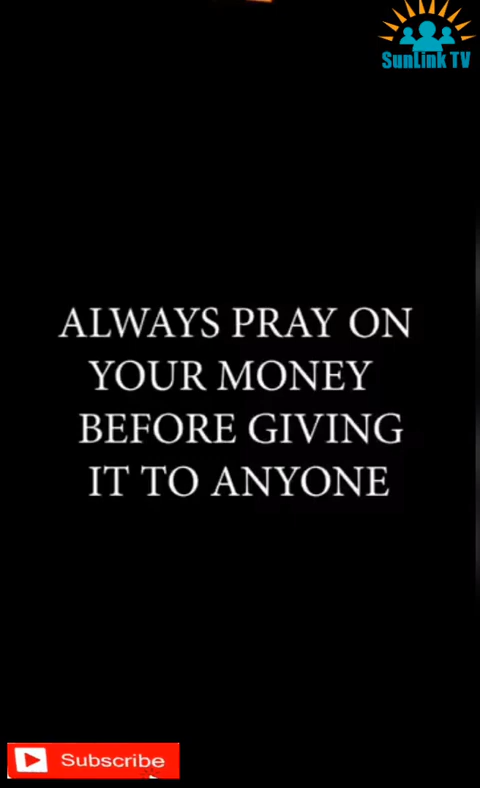 SunLink TV
ALWAYS PRAY ON
YOUR MONEY
BEFORE GIVING
IT TO ANYONE
Subscribe